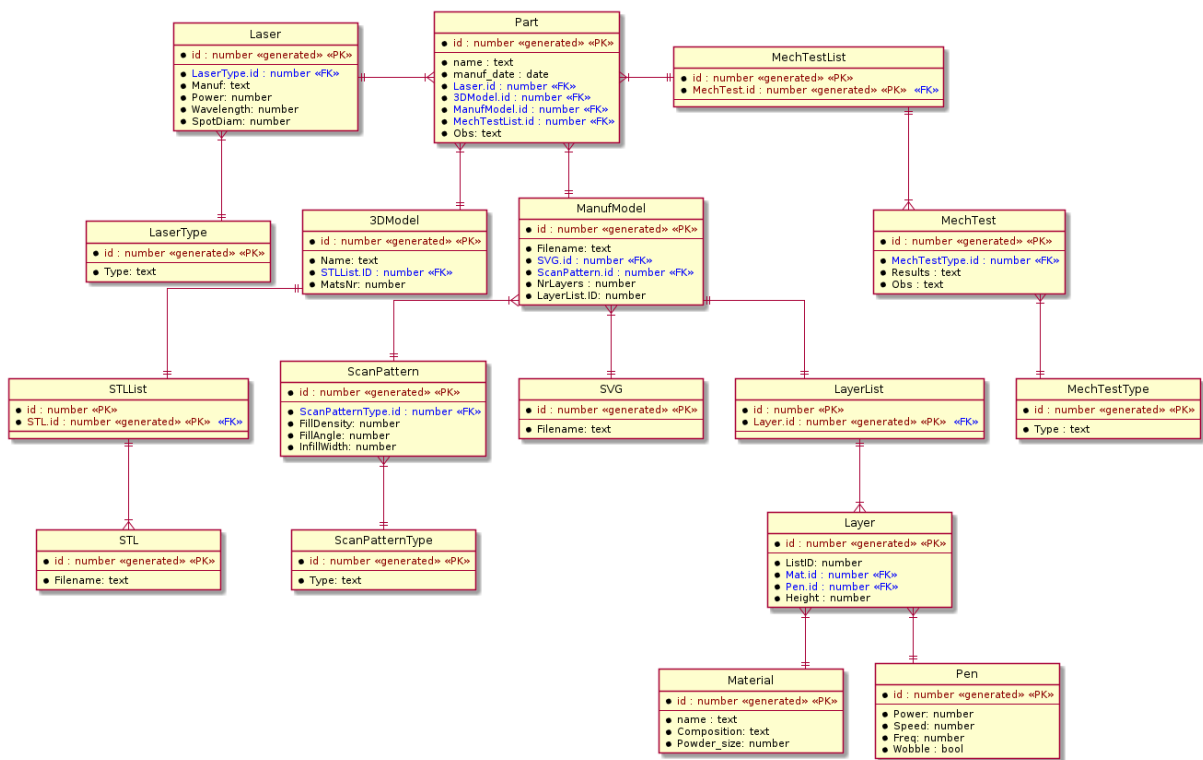 Laser
id : number «generated» «PK»
LaserType.id : number «FK»
Manuf: text
Power: number
Wavelength: number
SpotDiam: number
Part
id : number «generated» «PK»
name : text
manuf_date : date
Laser.id : number «FK»
3DModel.id : number «FK»
ManufModel.id : number «FK»
MechTestList.id : number «FK»
Obs: text
MechTestList
id : number «generated» «PK»
MechTest.id : number «generated» «PK» «FK»
LaserType
id : number «generated» «PK»
Type: text
3DModel
id : number «generated» «PK»
Name: text
STLList.ID : number «FK»
MatsNr: number
ManufModel
id : number «generated» «PK»
Filename: text
SVG.id : number «FK»
ScanPattern.id : number «FK»
NrLayers : number
LayerList.ID: number
MechTest
id : number «generated» «PK»
MechTestType.id : number «FK»
Results : text
Obs : text
STLList
id : number «PK»
STL.id : number «generated» «PK» «FK»
ScanPattern
id : number «generated» «PK»
ScanPatternType.id : number «FK»
FillDensity: number
FillAngle: number
InfillWidth: number
SVG
id : number «generated» «PK»
Filename: text
LayerList
id : number «PK»
Layer.id : number «generated» «PK» «FK»
MechTestType
id : number «generated» «PK»
Type : text
STL
id : number «generated» «PK»
Filename: text
ScanPatternType
id : number «generated» «PK»
Type: text
Layer
id : number «generated» «PK»
ListID: number
Mat.id : number «FK»
Pen.id : number «FK»
Height : number
Material
id : number «generated» «PK»
name : text
Composition: text
Powder_size: number
Pen
id : number «generated» «PK»
Power: number
Speed: number
Freq: number
Wobble : bool